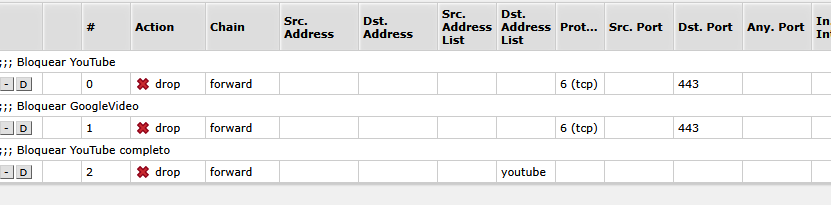 # Action Chain Src. Address Dst. Address Src. Address List Dst. Address List Prot... Src. Port Dst. Port Any. Port In Int
;;; Bloquear YouTube
- D 0 drop forward 6 (tcp) 443
;;; Bloquear GoogleVideo
- D 1 drop forward 6 (tcp) 443
;;; Bloquear YouTube completo
- D 2 drop forward youtube